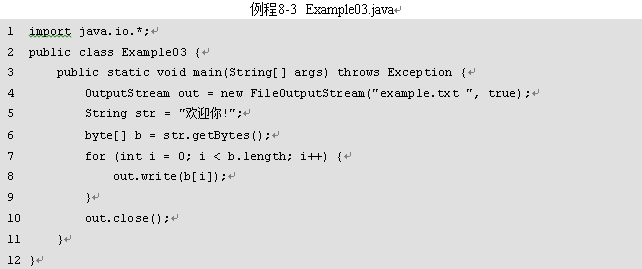 例程8-3 Example03.java
1 import java.io.*;
2 public class Example03 {
3     public static void main(String[] args) throws Exception {
4         OutputStream out = new FileOutputStream("example.txt ", true);
5         String str = "欢迎你!";
6         byte[] b = str.getBytes();
7         for (int i = 0; i < b.length; i++) {
8             out.write(b[i]);
9         }
10         out.close();
11     }
12 }